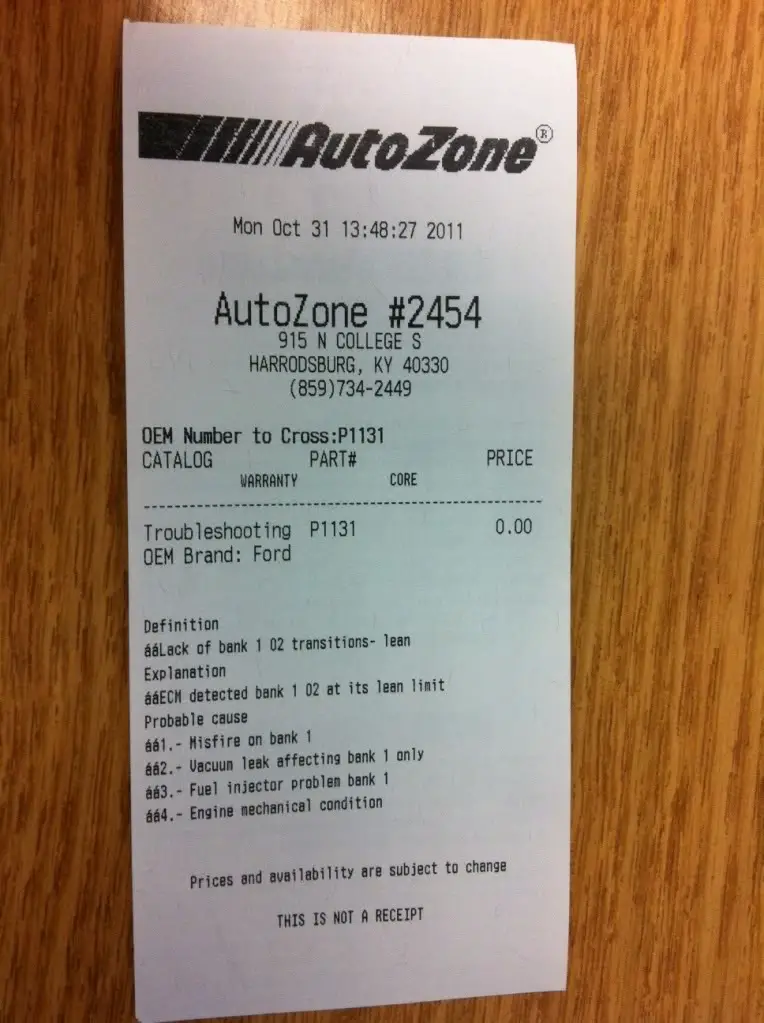 AutoZone®
Mon Oct 31 13:48:27 2011
AutoZone #2454
915 N COLLEGE S
HARRODSBURG, KY 40330
(859)734-2449
OEM Number to Cross:P1131
CATALOG PART# PRICE
WARRANTY CORE
Troubleshooting P1131 0.00
OEM Brand: Ford
Definition
ááLack of bank 1 O2 transitions- lean
Explanation
ááECM detected bank 1 O2 at its lean limit
Probable cause
áá1.- Misfire on bank 1
áá2.- Vacuum leak affecting bank 1 only
áá3.- Fuel injector problem bank 1
áá4.- Engine mechanical condition
Prices and availability are subject to change
THIS IS NOT A RECEIPT